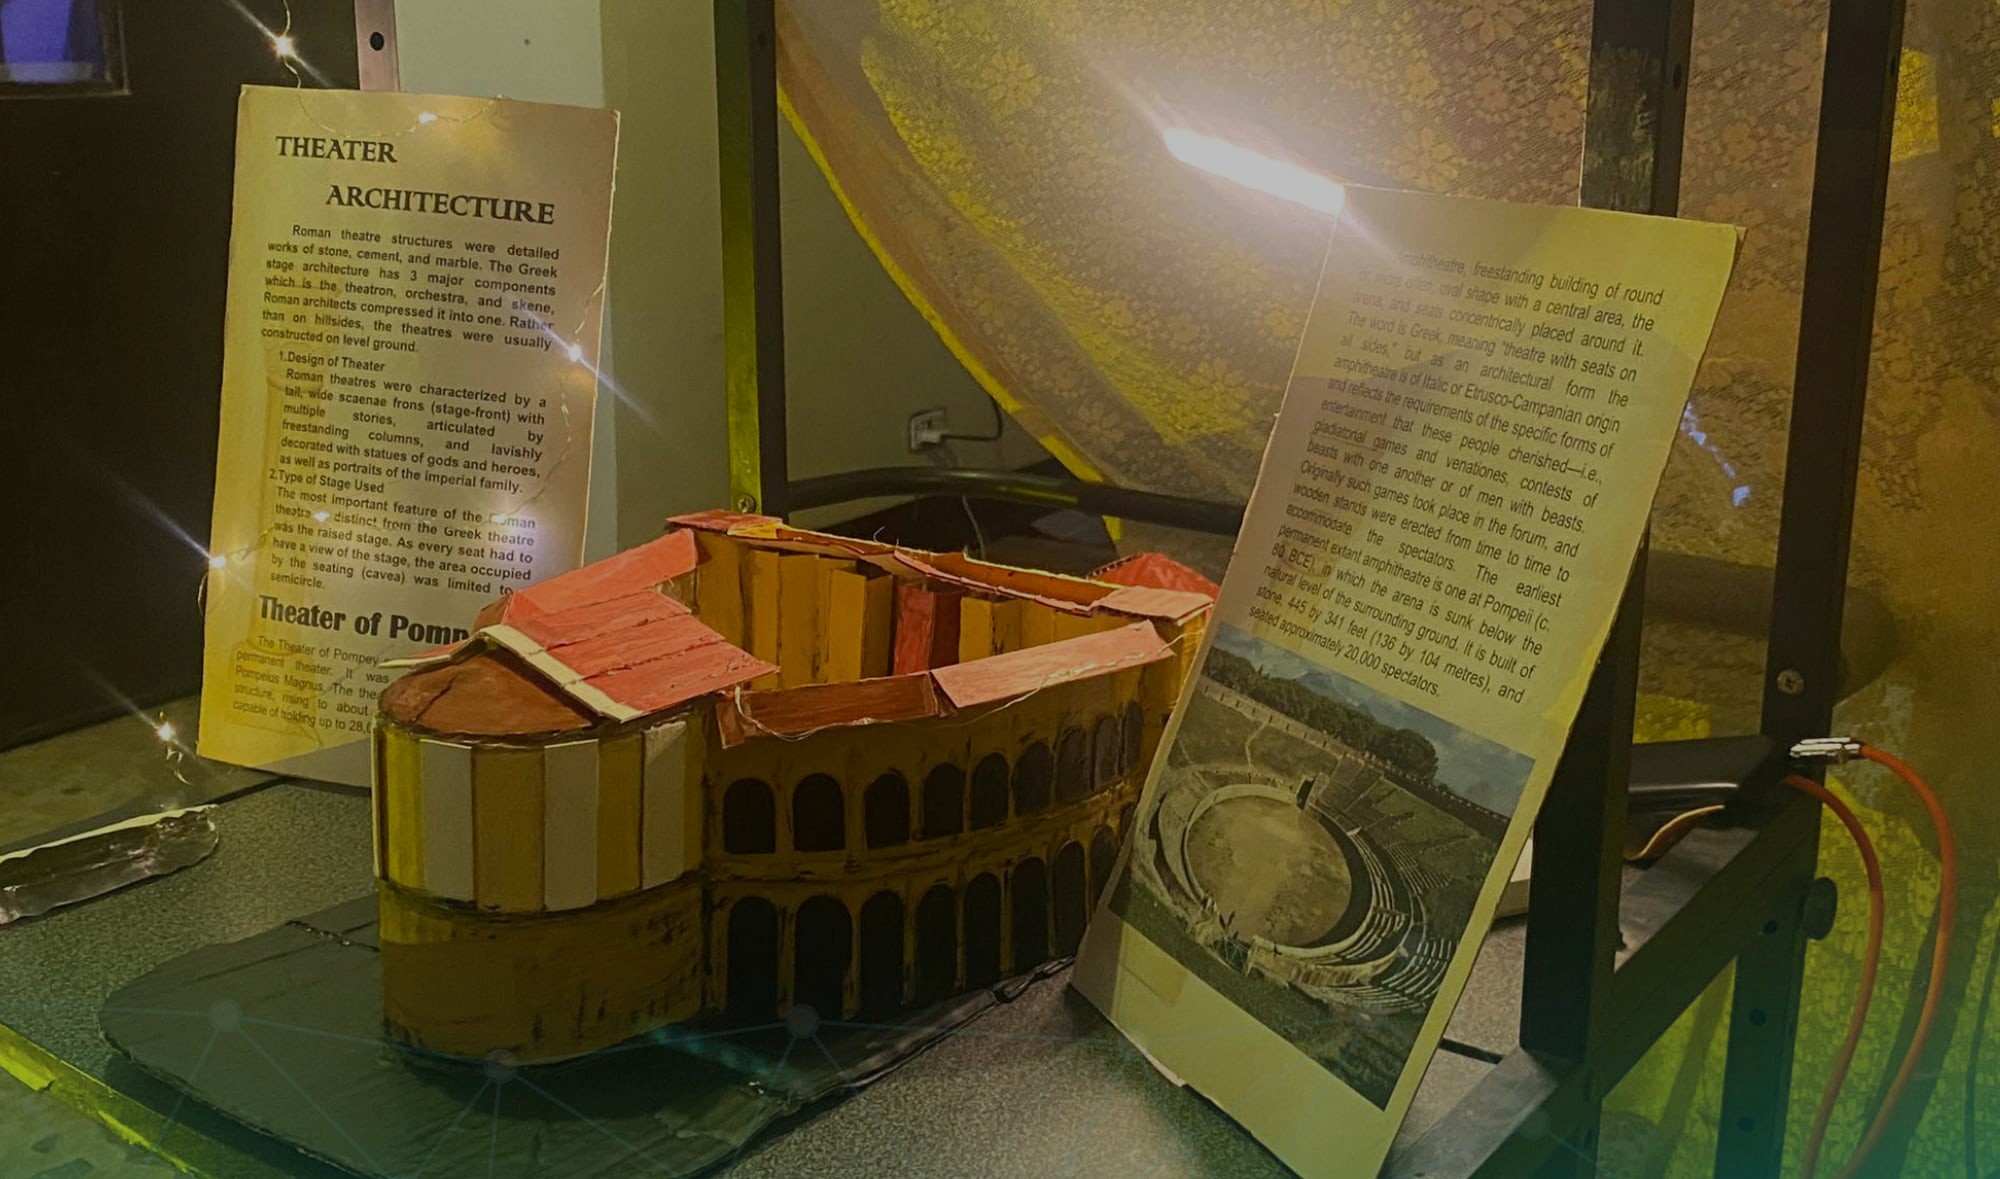 THEATER
ARCHITECTURE
Roman theatre structures were detailed
works of stone, cement, and marble. The Greek
stage architecture has 3 major components
which is the theatron, orchestra, and skene,
Roman architects compressed it into one. Rather
than on hillsides, the theatres were usually
constructed on level ground.
1.Design of Theater
Roman theatres were characterized by a
tall, wide scaenae frons (stage-front) with
multiple stories, articulated by
freestanding columns, and lavishly
decorated with statues of gods and heroes,
as well as portraits of the imperial family.
2.Type of Stage Used
The most important feature of the Roman
theatre distinct from the Greek theatre
was the raised stage. As every seat had to
have a view of the stage, the area occupied
by the seating (cavea) was limited to
semicircle.
Theater of Pomp
The Theater of Pompey
permanent theater. It was
Pompeius Magnus. The the
structure, rising to about
capable of holding up to 28,
Amphitheatre, freestanding building of round
or more often, oval shape with a central area, the
arena, and seats concentrically placed around it.
The word is Greek, meaning "theatre with seats on
all sides," but as an architectural form the
amphitheatre is of Italic or Etrusco-Campanian origin
and reflects the requirements of the specific forms of
entertainment that these people cherished—i.e.,
gladiatorial games and venationes, contests of
beasts with one another or of men with beasts.
Originally such games took place in the forum, and
wooden stands were erected from time to time to
accommodate the spectators. The earliest
permanent extant amphitheatre is one at Pompeii (c.
80 BCE), in which the arena is sunk below the
natural level of the surrounding ground. It is built of
stone, 445 by 341 feet (136 by 104 metres), and
seated approximately 20,000 spectators.